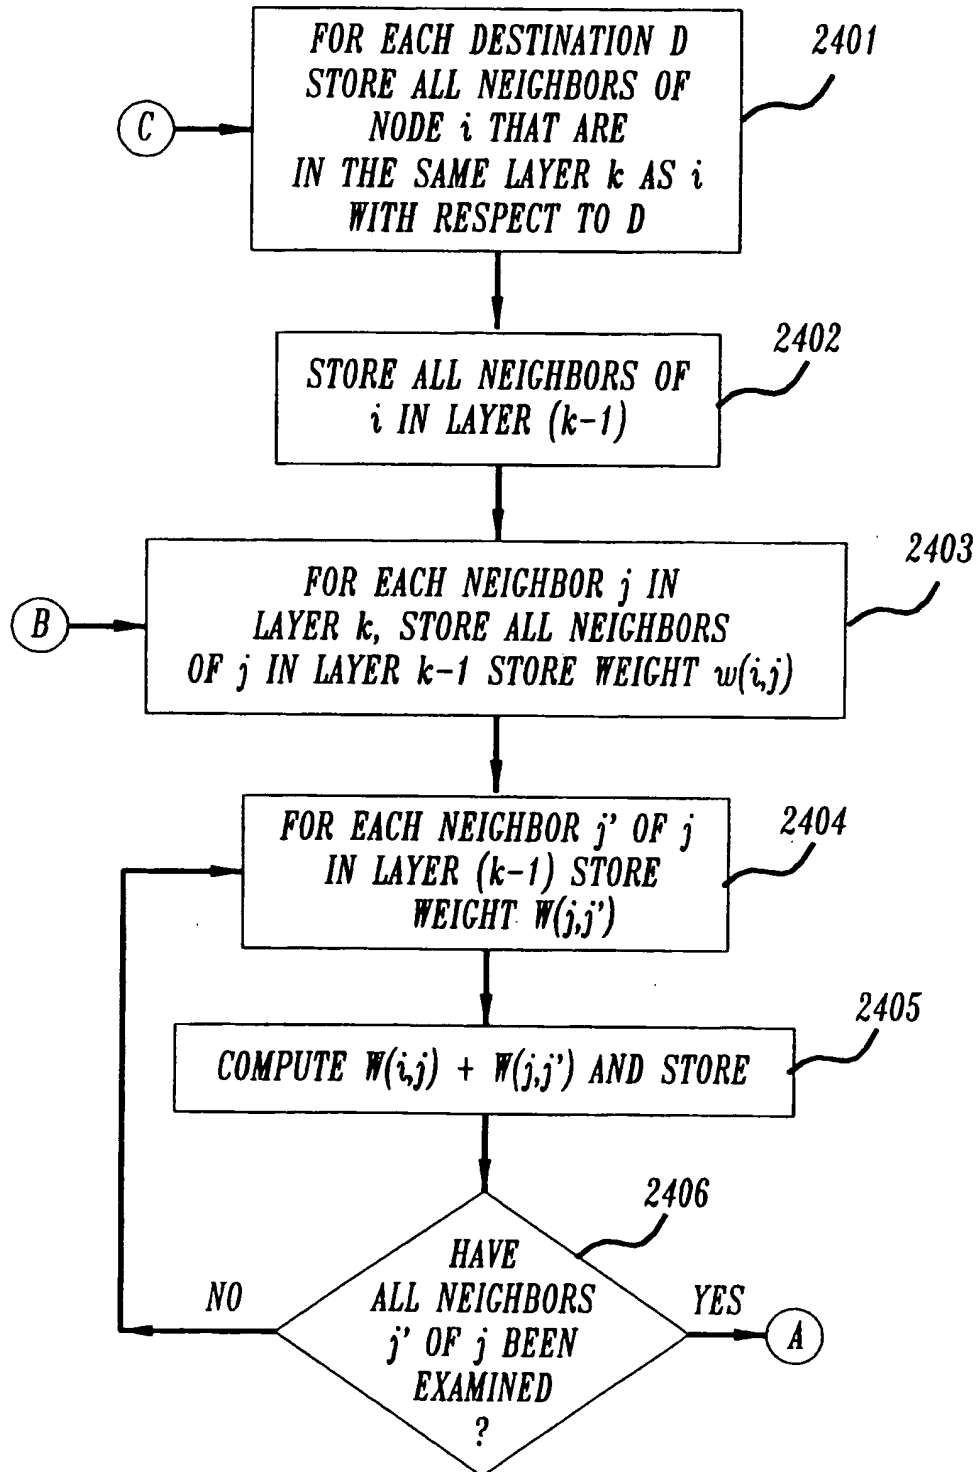 FOR EACH DESTINATION D
STORE ALL NEIGHBORS OF
NODE i THAT ARE
IN THE SAME LAYER k AS i
WITH RESPECT TO D
2401
C
STORE ALL NEIGHBORS OF
i IN LAYER (k-1)
2402
FOR EACH NEIGHBOR j IN
LAYER k, STORE ALL NEIGHBORS
OF j IN LAYER k-1 STORE WEIGHT w(i,j)
2403
B
FOR EACH NEIGHBOR j' OF j
IN LAYER (k-1) STORE
WEIGHT W(j,j')
2404
COMPUTE W(i,j) + W(j,j') AND STORE
2405
HAVE
ALL NEIGHBORS
j' OF j BEEN
EXAMINED
?
2406
NO
YES
A